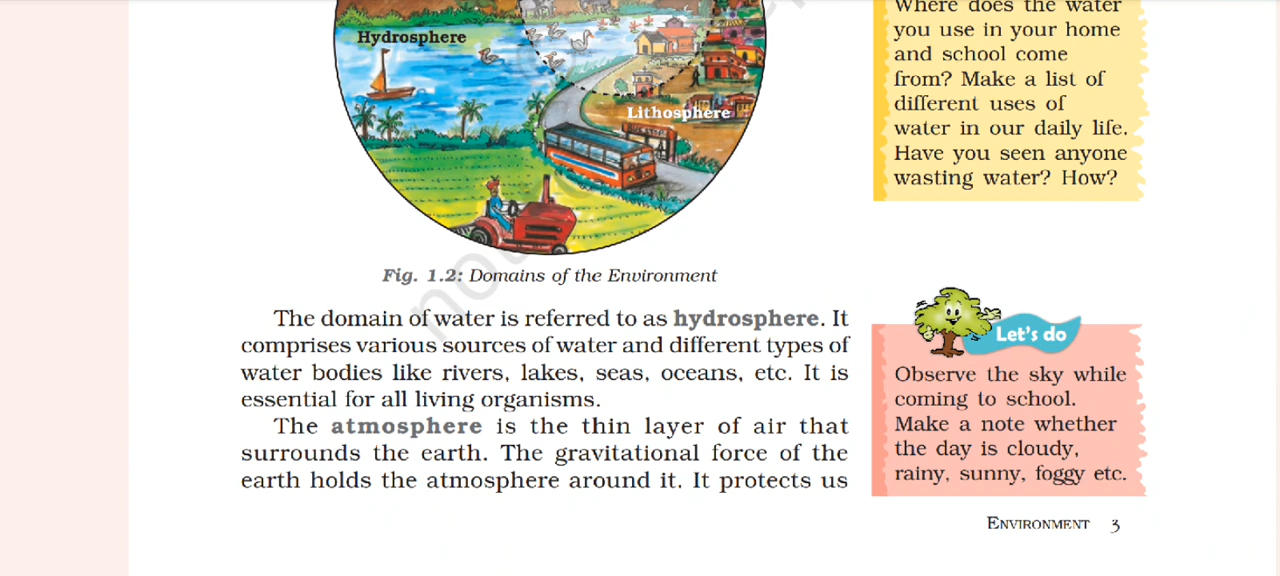 Where does the water
you use in your home
and school come
from? Make a list of
different uses of
water in our daily life.
Have you seen anyone
wasting water? How?
Hydrosphere
Lithosphere
Fig. 1.2: Domains of the Environment
The domain of water is referred to as hydrosphere. It
comprises various sources of water and different types of
water bodies like rivers, lakes, seas, oceans, etc. It is
essential for all living organisms.
The atmosphere is the thin layer of air that
surrounds the earth. The gravitational force of the
earth holds the atmosphere around it. It protects us
Let's do
Observe the sky while
coming to school.
Make a note whether
the day is cloudy,
rainy, sunny, foggy etc.
ENVIRONMENT 3